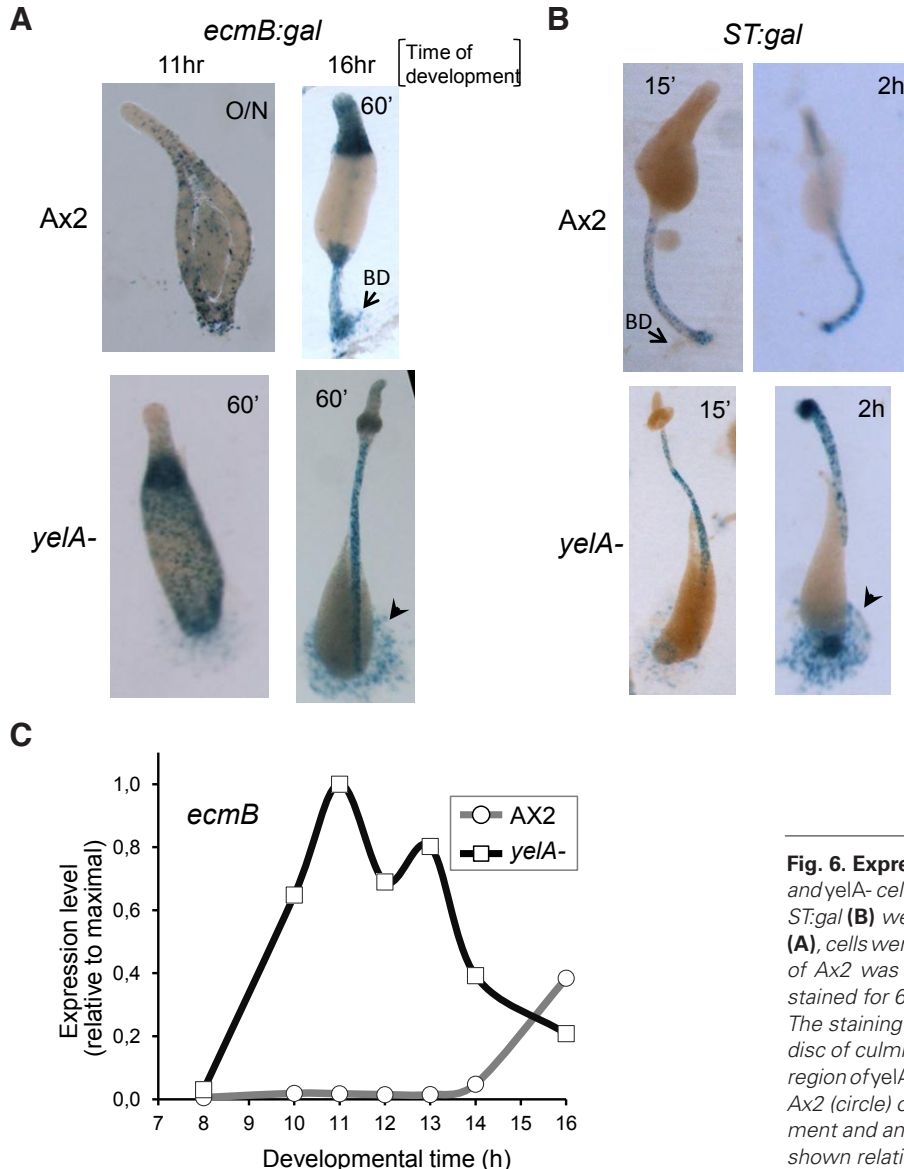 A
ecmB:gal
11hr
16hr
[Time of development]
O/N
60’
Ax2
BD
60’
60’
yelA-
B
ST:gal
15’
2h
Ax2
BD
15’
2h
yelA-
C
1,0
0,8
0,6
0,4
0,2
0,0
Expression level
(relative to maximal)
ecmB
AX2
yelA-
7 8 9 10 11 12 13 14 15 16
Developmental time (h)
Fig. 6. Expre
and yelA- cel
ST:gal (B) we
(A), cells wer
of Ax2 was
stained for 6
The staining
disc of culmi
region of yelA
Ax2 (circle) c
ment and an
shown relati